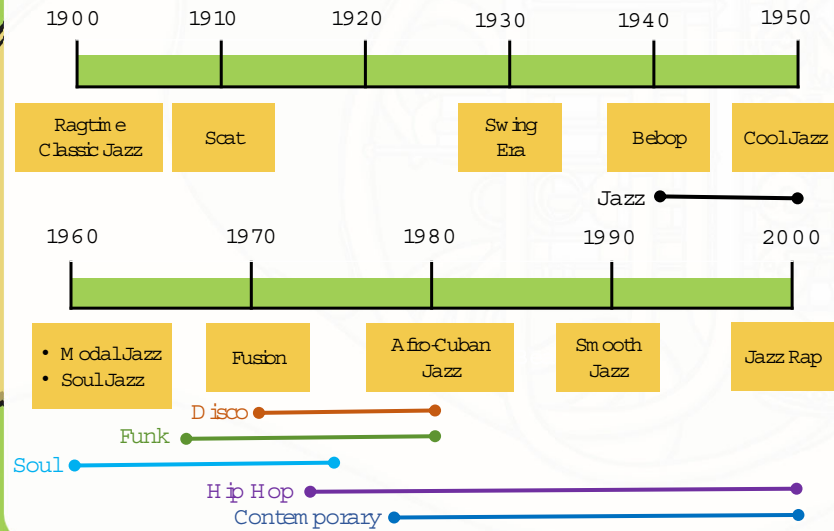 1900 1910 1920 1930 1940 1950
Ragtime
Classic Jazz
Scat
Swing
Era
Bebop
Cool Jazz
Jazz
1960 1970 1980 1990 2000
• Modal Jazz
• Soul Jazz
Fusion
Afro-Cuban
Jazz
Smooth
Jazz
Jazz Rap
Disco
Funk
Soul
Hip Hop
Contemporary